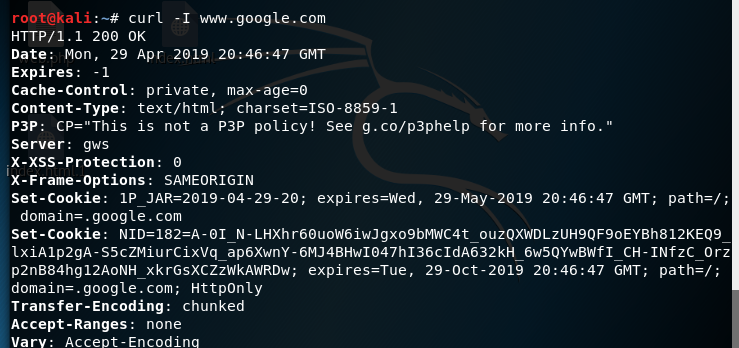 root@kali:~# curl -I www.google.com
HTTP/1.1 200 OK
Date: Mon, 29 Apr 2019 20:46:47 GMT
Expires: -1
Cache-Control: private, max-age=0
Content-Type: text/html; charset=ISO-8859-1
P3P: CP="This is not a P3P policy! See g.co/p3phelp for more info."
Server: gws
X-XSS-Protection: 0
X-Frame-Options: SAMEORIGIN
Set-Cookie: 1P_JAR=2019-04-29-20; expires=Wed, 29-May-2019 20:46:47 GMT; path=/;
domain=.google.com
Set-Cookie: NID=182=A-0I_N-LHXhr60uoW6iwJgxo9bMWC4t_ouzQXWDLzUH9QF9oEYBh812KEQ9_
lxiA1p2gA-S5cZMiurCixVq_ap6XwnY-6MJ4BHwI047hI36cIdA632kH_6w5QYwBWfI_CH-INfzC_Orz
p2nB84hg12AoNH_xkrGsXCZzWkAWRDw; expires=Tue, 29-Oct-2019 20:46:47 GMT; path=/;
domain=.google.com; HttpOnly
Transfer-Encoding: chunked
Accept-Ranges: none
Vary: Accept-Encoding